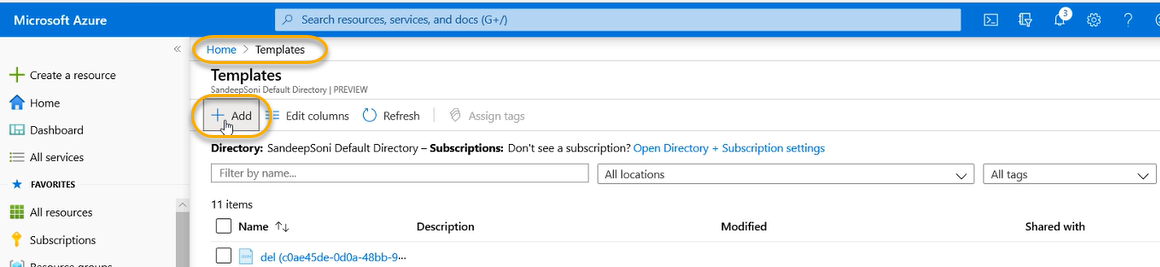 Microsoft Azure
Search resources, services, and docs (G+/)
3
Home > Templates
Create a resource
Home
Dashboard
All services
FAVORITES
All resources
Subscriptions
Resource groups
Templates
SandeepSoni Default Directory | PREVIEW
Add Edit columns Refresh Assign tags
Directory: SandeepSoni Default Directory – Subscriptions: Don't see a subscription? Open Directory + Subscription settings
Filter by name... All locations All tags
11 items
Name Description Modified Shared with
del (c0ae45de-0d0a-48bb-9···